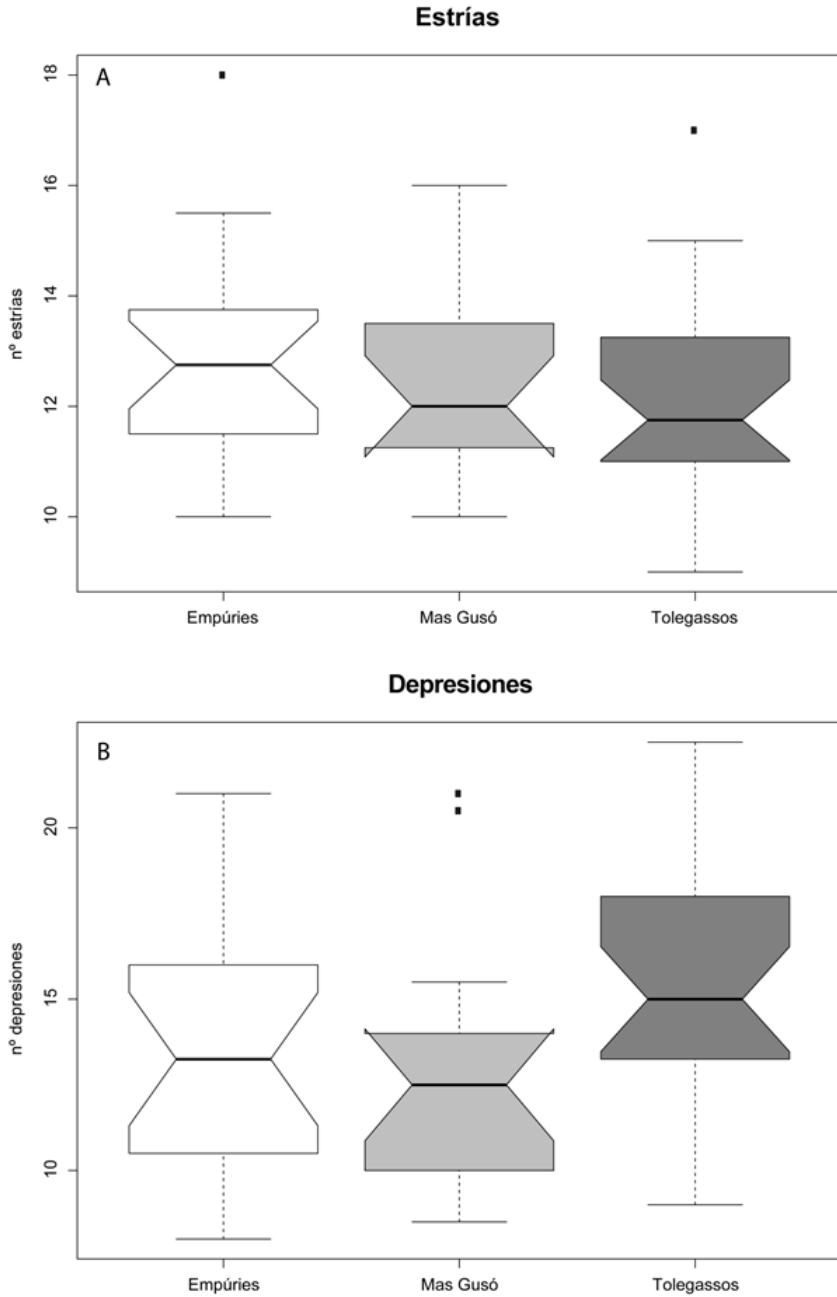 Estrías
A
18
16
14
12
10
nº estrías
Empúries Mas Gusó Tolegassos
Depresiones
B
20
15
10
nº depresiones
Empúries Mas Gusó Tolegassos